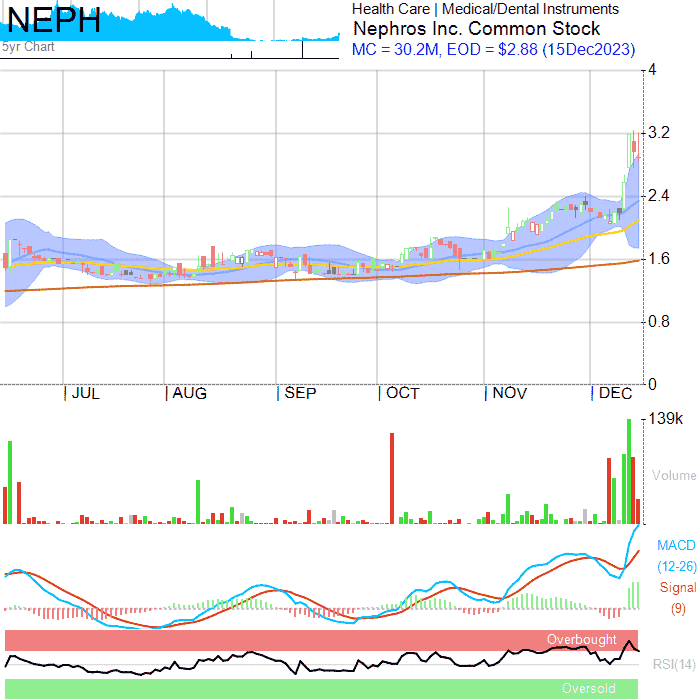 NEPH
5yr Chart
Health Care | Medical/Dental Instruments
Nephros Inc. Common Stock
MC = 30.2M, EOD = $2.88 (15Dec2023)
4
3.2
2.4
1.6
0.8
0
JUL AUG SEP OCT NOV DEC
139k
Volume
MACD
(12-26)
Signal
(9)
Overbought
RSI(14)
Oversold